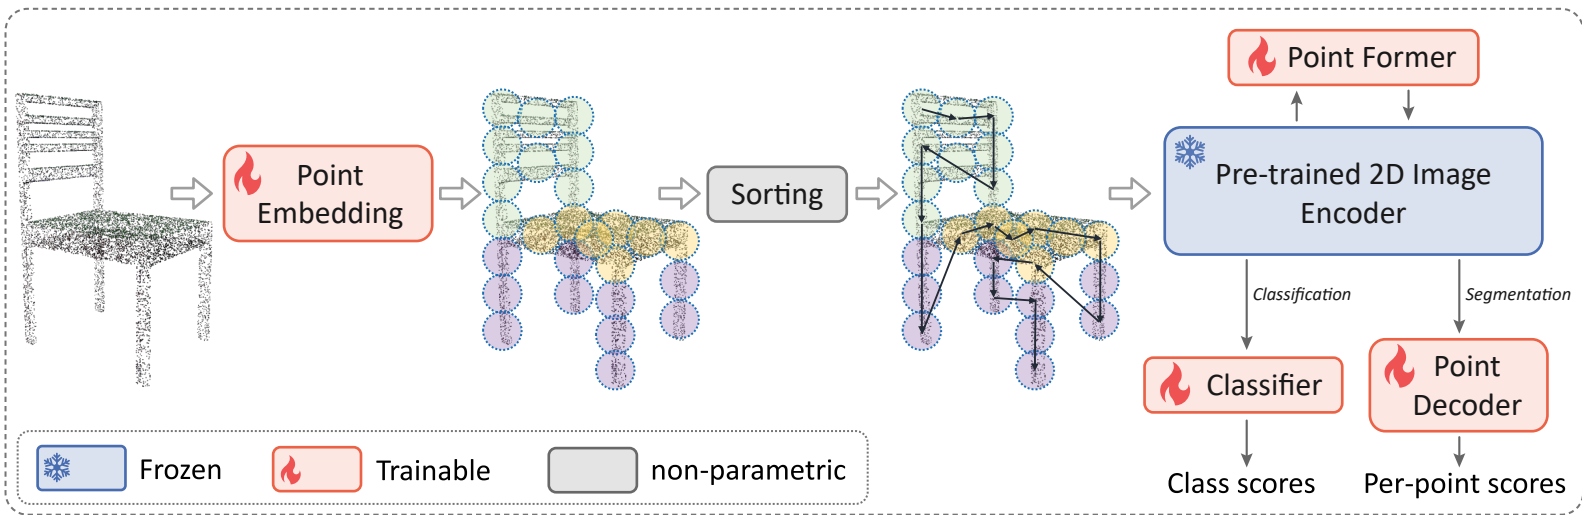 Point
Embedding
Sorting
Point Former
Pre-trained 2D Image
Encoder
Classification
Segmentation
Classifier
Point
Decoder
Class scores
Per-point scores
Frozen
Trainable
non-parametric